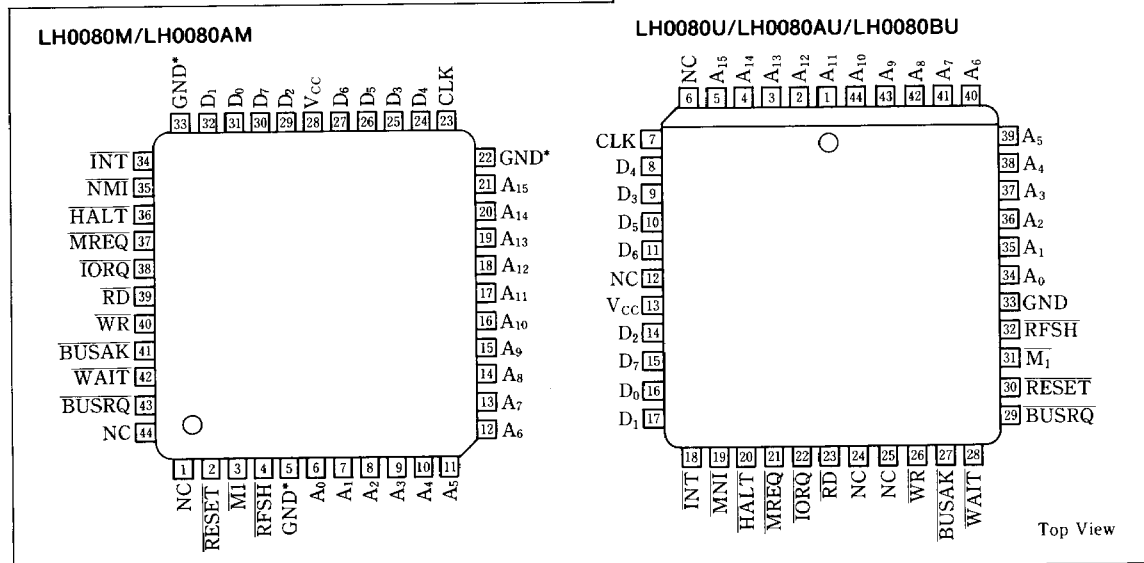 LH0080M/LH0080AM
GND* D₁ D₀ D₇ D₂ VCC D₆ D₅ D₃ D₄ CLK
33 32 31 30 29 28 27 26 25 24 23
INT 34
NMI 35
HALT 36
MREQ 37
IORQ 38
RD 39
WR 40
BUSAK 41
WAIT 42
BUSRQ 43
NC 44
22 GND*
21 A₁₅
20 A₁₄
19 A₁₃
18 A₁₂
17 A₁₁
16 A₁₀
15 A₉
14 A₈
13 A₇
12 A₆
1 2 3 4 5 6 7 8 9 10 11
NC RESET MI RFSH GND* A₀ A₁ A₂ A₃ A₄ A₅
LH0080U/LH0080AU/LH0080BU
NC A₁₅ A₁₄ A₁₃ A₁₂ A₁₁ A₁₀ A₉ A₈ A₇ A₆
6 5 4 3 2 1 44 43 42 41 40
CLK 7
D₄ 8
D₃ 9
D₅ 10
D₆ 11
NC 12
VCC 13
D₂ 14
D₇ 15
D₀ 16
D₁ 17
39 A₅
38 A₄
37 A₃
36 A₂
35 A₁
34 A₀
33 GND
32 RFSH
31 M₁
30 RESET
29 BUSRQ
18 19 20 21 22 23 24 25 26 27 28
INT MNI HALT MREQ IORQ RD NC NC WR BUSAK WAIT
Top View